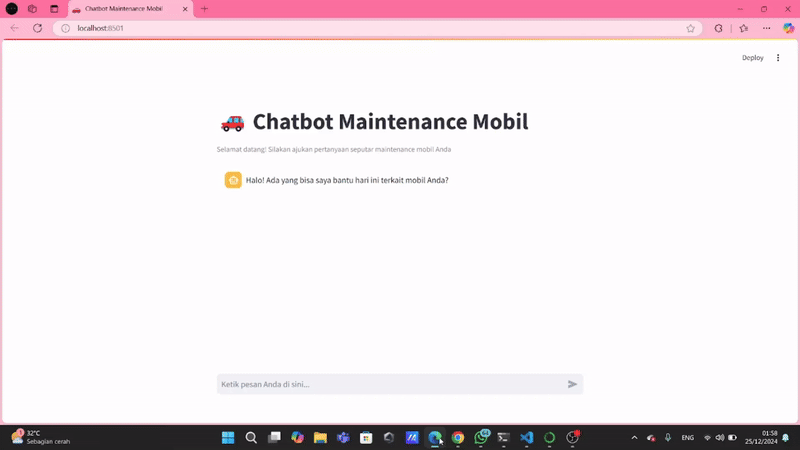 Chatbot Maintenance Mobil
localhost:8501
Deploy
Chatbot Maintenance Mobil
Selamat datang! Silakan ajukan pertanyaan seputar maintenance mobil Anda
Halo! Ada yang bisa saya bantu hari ini terkait mobil Anda?
Ketik pesan Anda di sini...
32°C
Sebagian cerah
ENG
01:58
25/12/2024